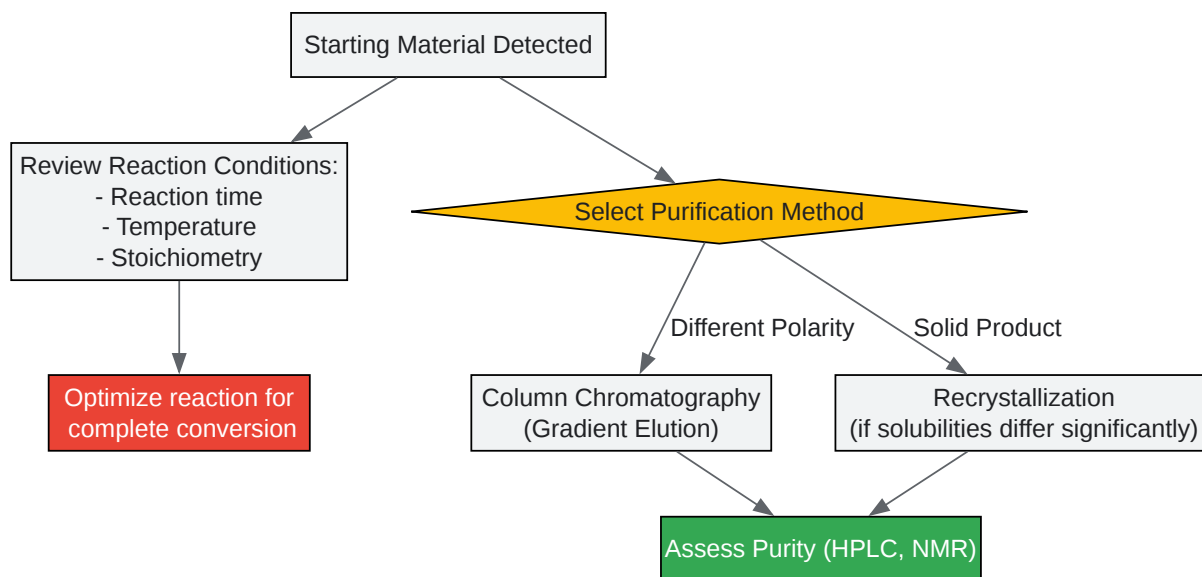 Starting Material Detected
Review Reaction Conditions:
- Reaction time
- Temperature
- Stoichiometry
Select Purification Method
Different Polarity
Solid Product
Optimize reaction for
complete conversion
Column Chromatography
(Gradient Elution)
Recrystallization
(if solubilities differ significantly)
Assess Purity (HPLC, NMR)